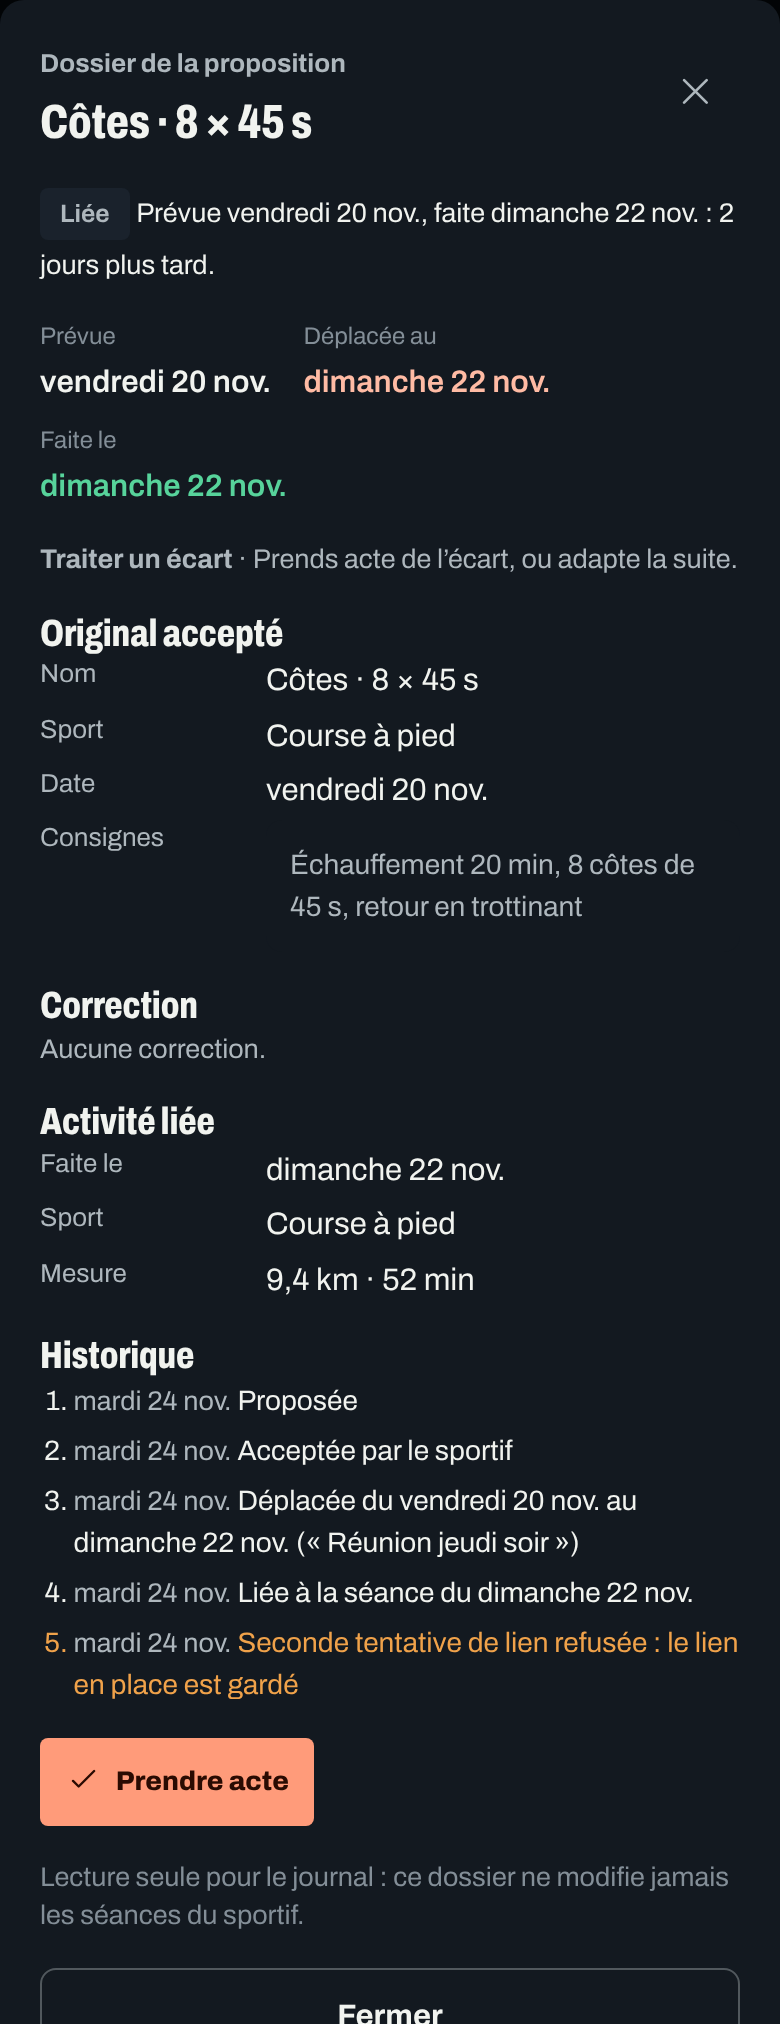 Dossier de la proposition
Côtes · 8 × 45 s
Liée Prévue vendredi 20 nov., faite dimanche 22 nov. : 2
jours plus tard.
Prévue Déplacée au
vendredi 20 nov. dimanche 22 nov.
Faite le
dimanche 22 nov.
Traiter un écart · Prends acte de l’écart, ou adapte la suite.
Original accepté
Nom Côtes · 8 × 45 s
Sport Course à pied
Date vendredi 20 nov.
Consignes
Échauffement 20 min, 8 côtes de
45 s, retour en trottinant
Correction
Aucune correction.
Activité liée
Faite le dimanche 22 nov.
Sport Course à pied
Mesure 9,4 km · 52 min
Historique
1. mardi 24 nov. Proposée
2. mardi 24 nov. Acceptée par le sportif
3. mardi 24 nov. Déplacée du vendredi 20 nov. au
dimanche 22 nov. (« Réunion jeudi soir »)
4. mardi 24 nov. Liée à la séance du dimanche 22 nov.
5. mardi 24 nov. Seconde tentative de lien refusée : le lien
en place est gardé
Prendre acte
Lecture seule pour le journal : ce dossier ne modifie jamais
les séances du sportif.
Fermer